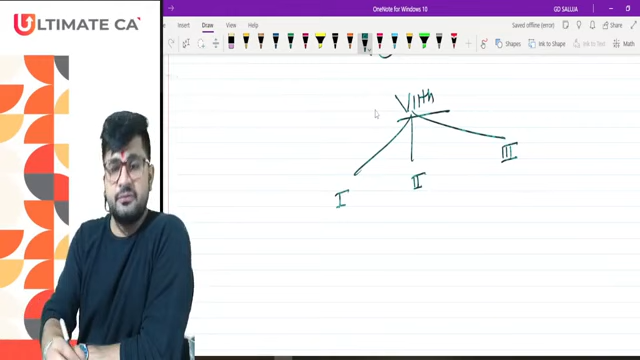 ULTIMATE CA
OneNote for Windows 10
Saved offline (error)
GD SALUJA
Insert Draw View Help
Shapes Ink to Shape Ink to Text Math
VIIth
I
II
III